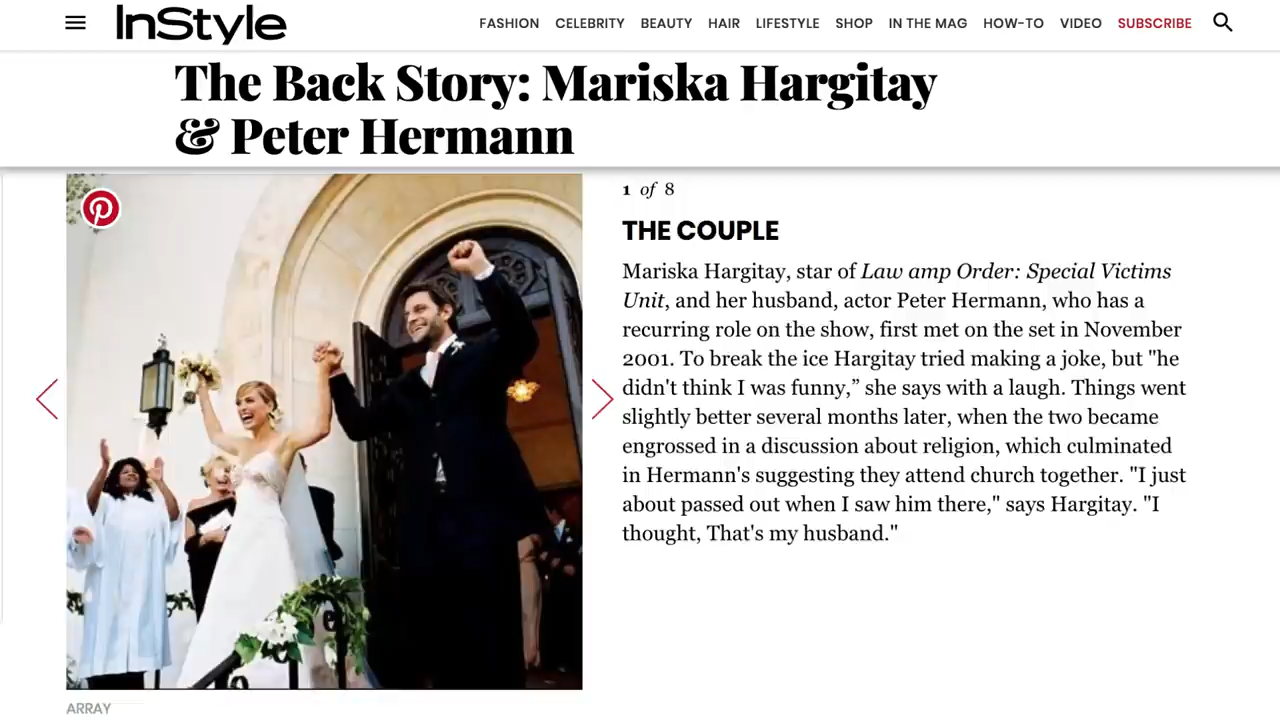 InStyle
FASHION CELEBRITY BEAUTY HAIR LIFESTYLE SHOP IN THE MAG HOW-TO VIDEO SUBSCRIBE
The Back Story: Mariska Hargitay
& Peter Hermann
1 of 8
THE COUPLE
Mariska Hargitay, star of Law amp Order: Special Victims
Unit, and her husband, actor Peter Hermann, who has a
recurring role on the show, first met on the set in November
2001. To break the ice Hargitay tried making a joke, but "he
didn't think I was funny,” she says with a laugh. Things went
slightly better several months later, when the two became
engrossed in a discussion about religion, which culminated
in Hermann's suggesting they attend church together. "I just
about passed out when I saw him there," says Hargitay. "I
thought, That's my husband."
ARRAY